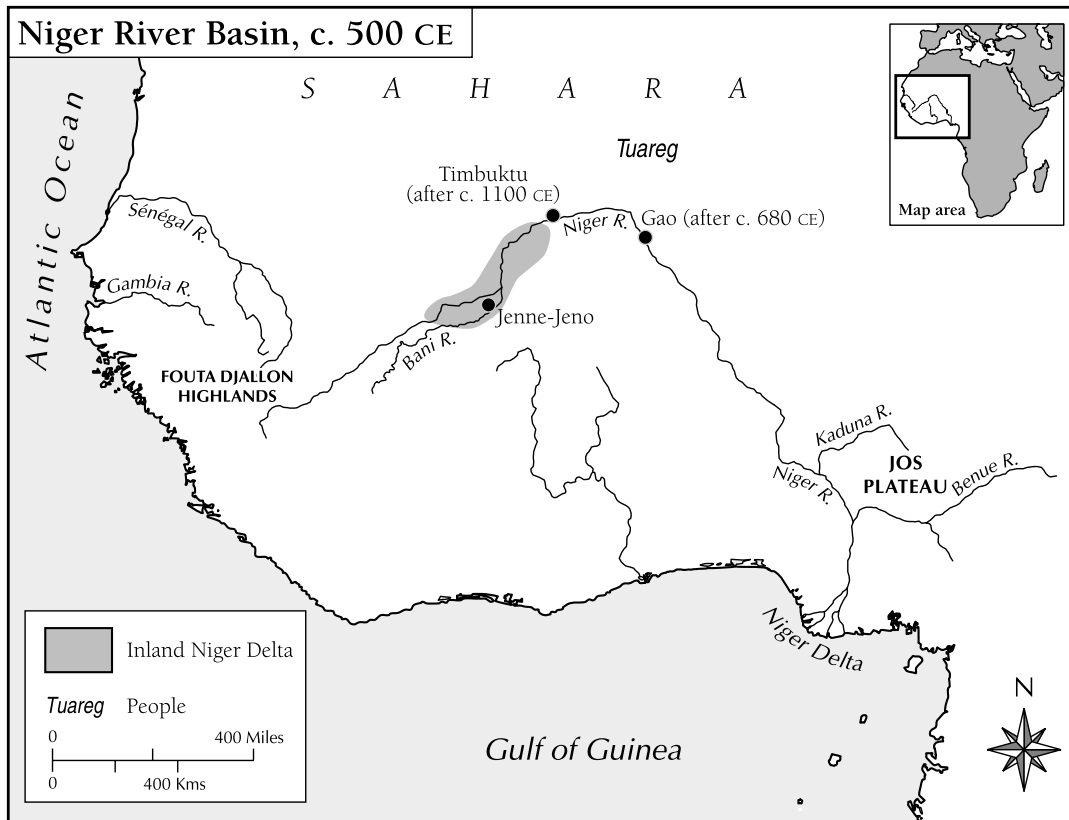 Niger River Basin, c. 500 CE
S A H A R A
Tuareg
Timbuktu
(after c. 1100 CE)
Niger R.
Gao (after c. 680 CE)
Map area
Atlantic Ocean
Sénégal R.
Gambia R.
Jenne-Jeno
Bani R.
FOUTA DJALLON
HIGHLANDS
Kaduna R.
JOS
PLATEAU
Benue R.
Niger R.
Niger Delta
Gulf of Guinea
Inland Niger Delta
Tuareg People
0 400 Miles
0 400 Kms
N